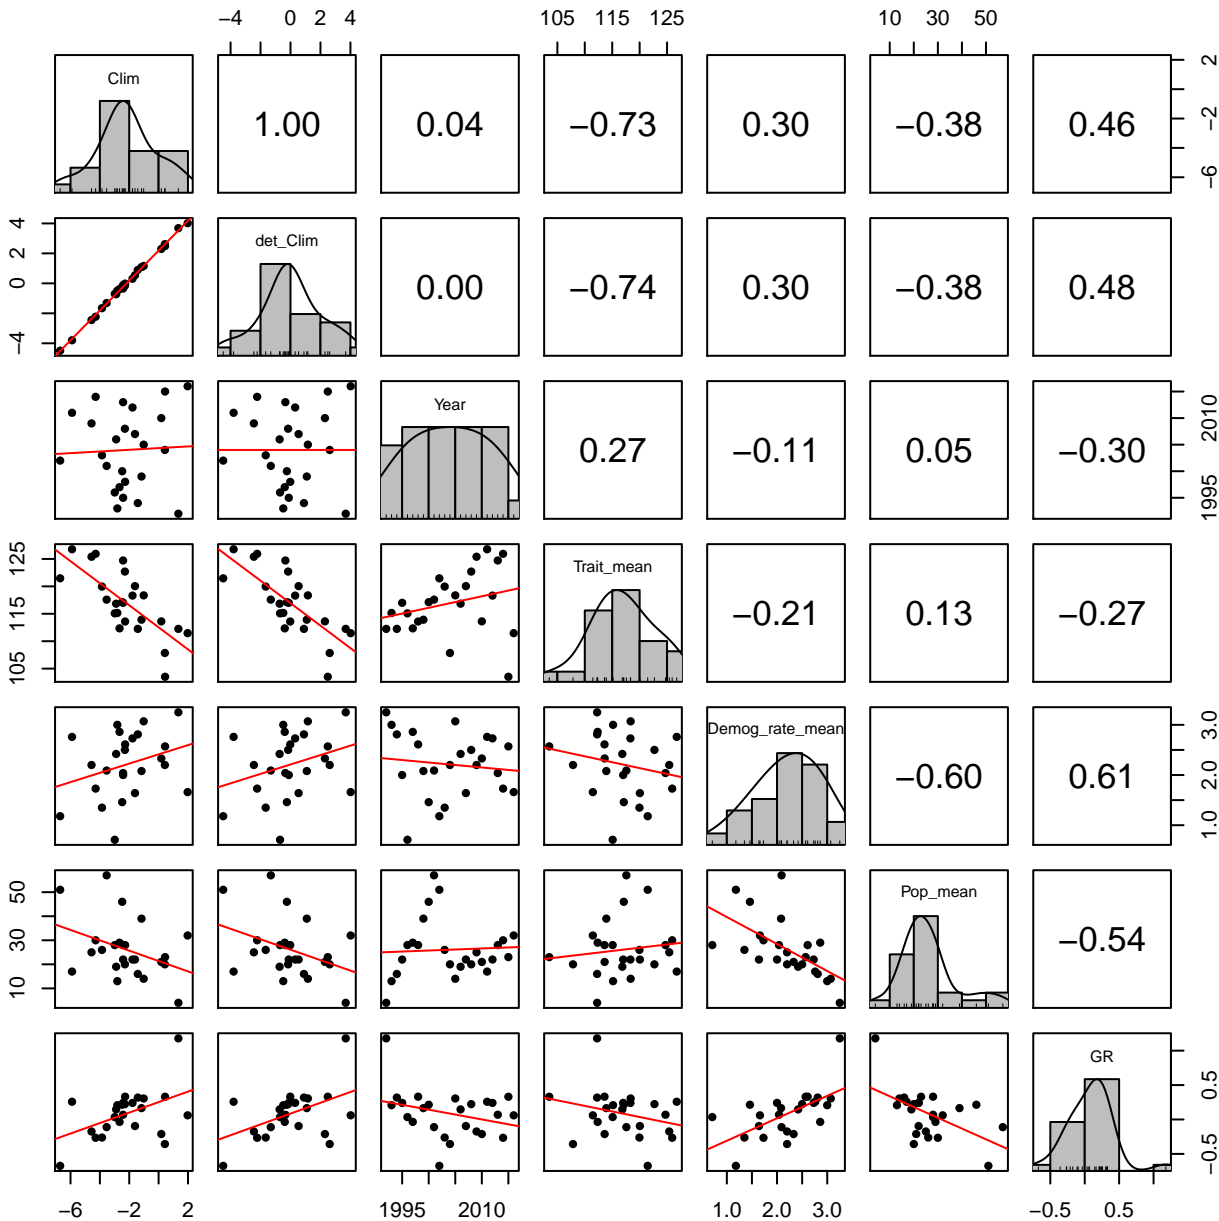 −4 0 2 4 105 115 125 10 30 50
Clim
1.00 0.04 −0.73 0.30 −0.38 0.46
−6 −2 2
−4 0 2 4
det_Clim
0.00 −0.74 0.30 −0.38 0.48
Year
0.27 −0.11 0.05 −0.30
1995 2010
105 115 125
Trait_mean
−0.21 0.13 −0.27
Demog_rate_mean
−0.60 0.61
1.0 2.0 3.0
10 30 50
Pop_mean
−0.54
GR
−0.5 0.5
−6 −2 2 1995 2010 1.0 2.0 3.0 −0.5 0.5